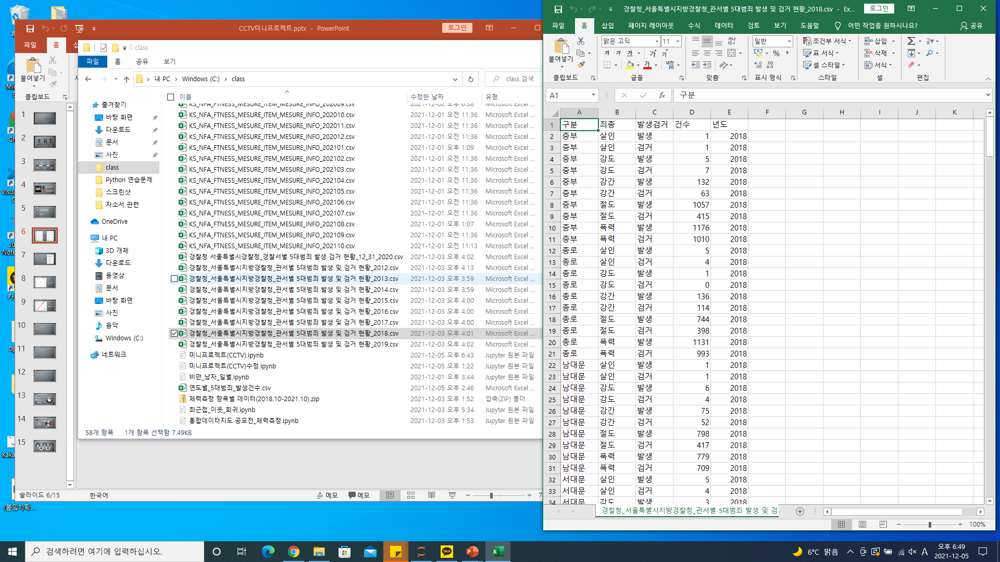 CCTV미니프로젝트.pptx - PowerPoint
로그인
파일
홈
붙여넣기
클립보드
1
2
3
4
5
6
7
8
9
10
11
12
13
14
15
슬라이드 6/15
한국어
메모
메모
class
파일
홈
공유
보기
내 PC
Windows (C:)
class
class 검색
즐겨찾기
바탕 화면
다운로드
문서
사진
class
Python 연습문제
스크린샷
자소서 관련
OneDrive
내 PC
3D 개체
다운로드
동영상
문서
바탕 화면
사진
음악
Windows (C:)
네트워크
이름 수정한 날짜 유형
KS_NFA_FTNESS_MESURE_ITEM_MESURE_INFO_202009.csv 2021-12-02 오후 6:38 Microsoft Excel ...
KS_NFA_FTNESS_MESURE_ITEM_MESURE_INFO_202010.csv 2021-12-01 오전 11:36 Microsoft Excel ...
KS_NFA_FTNESS_MESURE_ITEM_MESURE_INFO_202011.csv 2021-12-01 오전 11:36 Microsoft Excel ...
KS_NFA_FTNESS_MESURE_ITEM_MESURE_INFO_202012.csv 2021-12-01 오전 11:36 Microsoft Excel ...
KS_NFA_FTNESS_MESURE_ITEM_MESURE_INFO_202101.csv 2021-12-01 오후 1:09 Microsoft Excel ...
KS_NFA_FTNESS_MESURE_ITEM_MESURE_INFO_202102.csv 2021-12-01 오전 11:36 Microsoft Excel ...
KS_NFA_FTNESS_MESURE_ITEM_MESURE_INFO_202103.csv 2021-12-01 오전 11:36 Microsoft Excel ...
KS_NFA_FTNESS_MESURE_ITEM_MESURE_INFO_202104.csv 2021-12-01 오전 11:36 Microsoft Excel ...
KS_NFA_FTNESS_MESURE_ITEM_MESURE_INFO_202105.csv 2021-12-01 오전 11:36 Microsoft Excel ...
KS_NFA_FTNESS_MESURE_ITEM_MESURE_INFO_202106.csv 2021-12-01 오전 11:36 Microsoft Excel ...
KS_NFA_FTNESS_MESURE_ITEM_MESURE_INFO_202107.csv 2021-12-01 오전 11:36 Microsoft Excel ...
KS_NFA_FTNESS_MESURE_ITEM_MESURE_INFO_202108.csv 2021-12-01 오후 1:07 Microsoft Excel ...
KS_NFA_FTNESS_MESURE_ITEM_MESURE_INFO_202109.csv 2021-12-01 오전 11:36 Microsoft Excel ...
KS_NFA_FTNESS_MESURE_ITEM_MESURE_INFO_202110.csv 2021-12-01 오전 11:13 Microsoft Excel ...
경찰청 서울특별시경찰청_경찰서별 5대범죄 발생 검거 현황_12_31_2020.csv 2021-12-03 오후 4:02 Microsoft Excel ...
경찰청_서울특별시지방경찰청_관서별 5대범죄 발생 및 검거 현황_2012.csv 2021-12-03 오후 4:13 Microsoft Excel ...
경찰청_서울특별시지방경찰청_관서별 5대범죄 발생 및 검거 현황_2013.csv 2021-12-03 오후 3:59 Microsoft Excel ...
경찰청_서울특별시지방경찰청_관서별 5대범죄 발생 및 검거 현황_2014.csv 2021-12-03 오후 3:59 Microsoft Excel ...
경찰청_서울특별시지방경찰청_관서별 5대범죄 발생 및 검거 현황_2015.csv 2021-12-03 오후 4:00 Microsoft Excel ...
경찰청_서울특별시지방경찰청_관서별 5대범죄 발생 및 검거 현황_2016.csv 2021-12-03 오후 4:00 Microsoft Excel ...
경찰청_서울특별시지방경찰청_관서별 5대범죄 발생 및 검거 현황_2017.csv 2021-12-03 오후 4:00 Microsoft Excel ...
경찰청_서울특별시지방경찰청_관서별 5대범죄 발생 및 검거 현황_2018.csv 2021-12-03 오후 4:01 Microsoft Excel ...
경찰청_서울특별시지방경찰청_관서별 5대범죄 발생 및 검거 현황_2019.csv 2021-12-03 오후 4:02 Microsoft Excel ...
미니프로젝트(CCTV).ipynb 2021-12-05 오후 6:43 Jupyter 원본 파일
미니프로젝트(CCTV)수정.ipynb 2021-12-05 오후 1:22 Jupyter 원본 파일
비만_남자_일별.ipynb 2021-12-01 오후 3:44 Jupyter 원본 파일
연도별_5대범죄_발생건수.csv 2021-12-05 오후 2:46 Microsoft Excel ...
체력측정 항목별 데이터(2018.10-2021.10).zip 2021-12-03 오후 1:52 압축(ZIP) 폴더
최근접_이웃_회귀.ipynb 2021-12-03 오후 5:34 Jupyter 원본 파일
통합데이터지도 공모전_체력측정.ipynb 2021-12-03 오후 1:53 Jupyter 원본 파일
58개 항목 1개 항목 선택함 7.49KB
경찰청_서울특별시지방경찰청_관서별 5대범죄 발생 및 검거 현황_2018.csv - Ex...
로그인
파일 홈 삽입 페이지 레이아웃 수식 데이터 검토 보기 도움말 어떤 작업을 원하시나요? 공유
붙여넣기
맑은 고딕 11
가 가 가 가 가
가 내천
일반
조건부 서식
표 서식
셀 스타일
삽입
삭제
서식
클립보드 글꼴 맞춤 표시 형식 스타일 셀 편집
A1 fx 구분
A B C D E F G H I J K
1 구분 죄종 발생검거 건수 년도
2 중부 살인 발생 1 2018
3 중부 살인 검거 1 2018
4 중부 강도 발생 5 2018
5 중부 강도 검거 7 2018
6 중부 강간 발생 132 2018
7 중부 강간 검거 63 2018
8 중부 절도 발생 1057 2018
9 중부 절도 검거 415 2018
10 중부 폭력 발생 1176 2018
11 중부 폭력 검거 1010 2018
12 종로 살인 발생 5 2018
13 종로 살인 검거 4 2018
14 종로 강도 발생 1 2018
15 종로 강도 검거 0 2018
16 종로 강간 발생 136 2018
17 종로 강간 검거 114 2018
18 종로 절도 발생 744 2018
19 종로 절도 검거 398 2018
20 종로 폭력 발생 1131 2018
21 종로 폭력 검거 993 2018
22 남대문 살인 발생 1 2018
23 남대문 살인 검거 1 2018
24 남대문 강도 발생 6 2018
25 남대문 강도 검거 4 2018
26 남대문 강간 발생 75 2018
27 남대문 강간 검거 52 2018
28 남대문 절도 발생 798 2018
29 남대문 절도 검거 417 2018
30 남대문 폭력 발생 779 2018
31 남대문 폭력 검거 709 2018
32 서대문 살인 발생 5 2018
33 서대문 살인 검거 4 2018
34 서대문 강도 발생 3 2018
경찰청_서울특별시지방경찰청_관서별 5대범죄 발생 및 검
100%
검색하려면 여기에 입력하십시오.
TALK
6°C 맑음
A
오후 6:49
2021-12-05